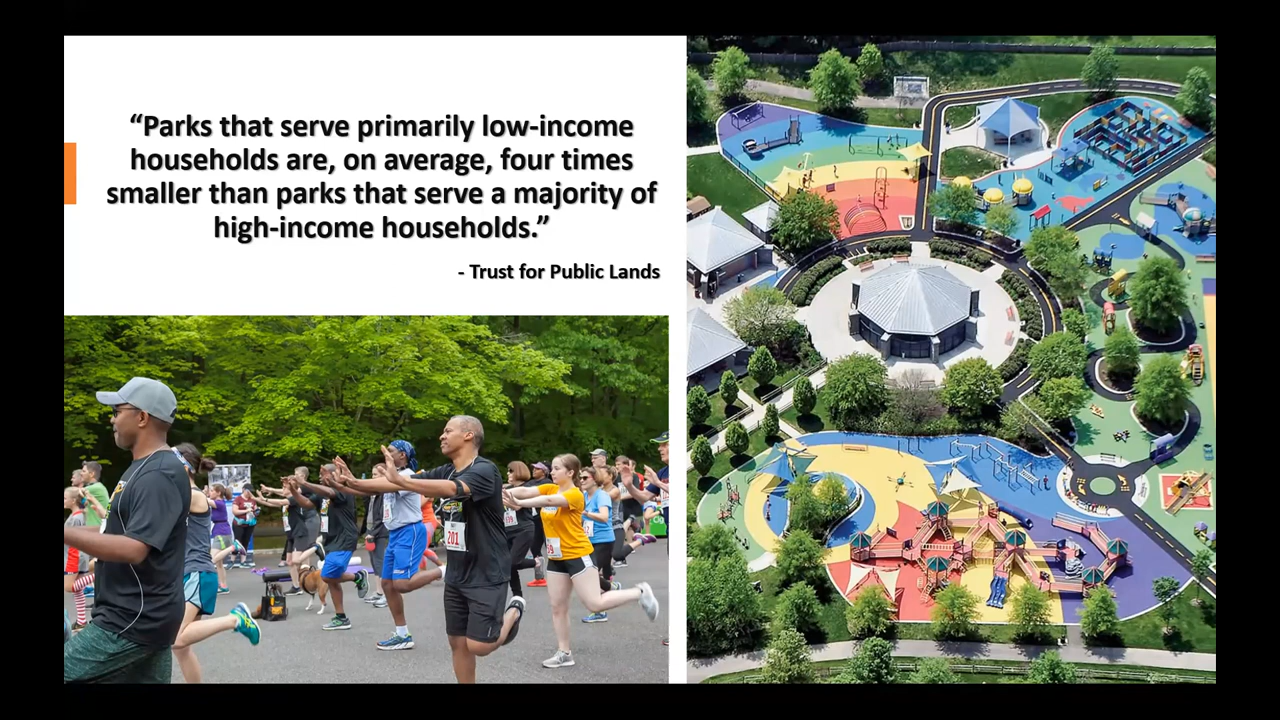 “Parks that serve primarily low-income
households are, on average, four times
smaller than parks that serve a majority of
high-income households.”
- Trust for Public Lands
201